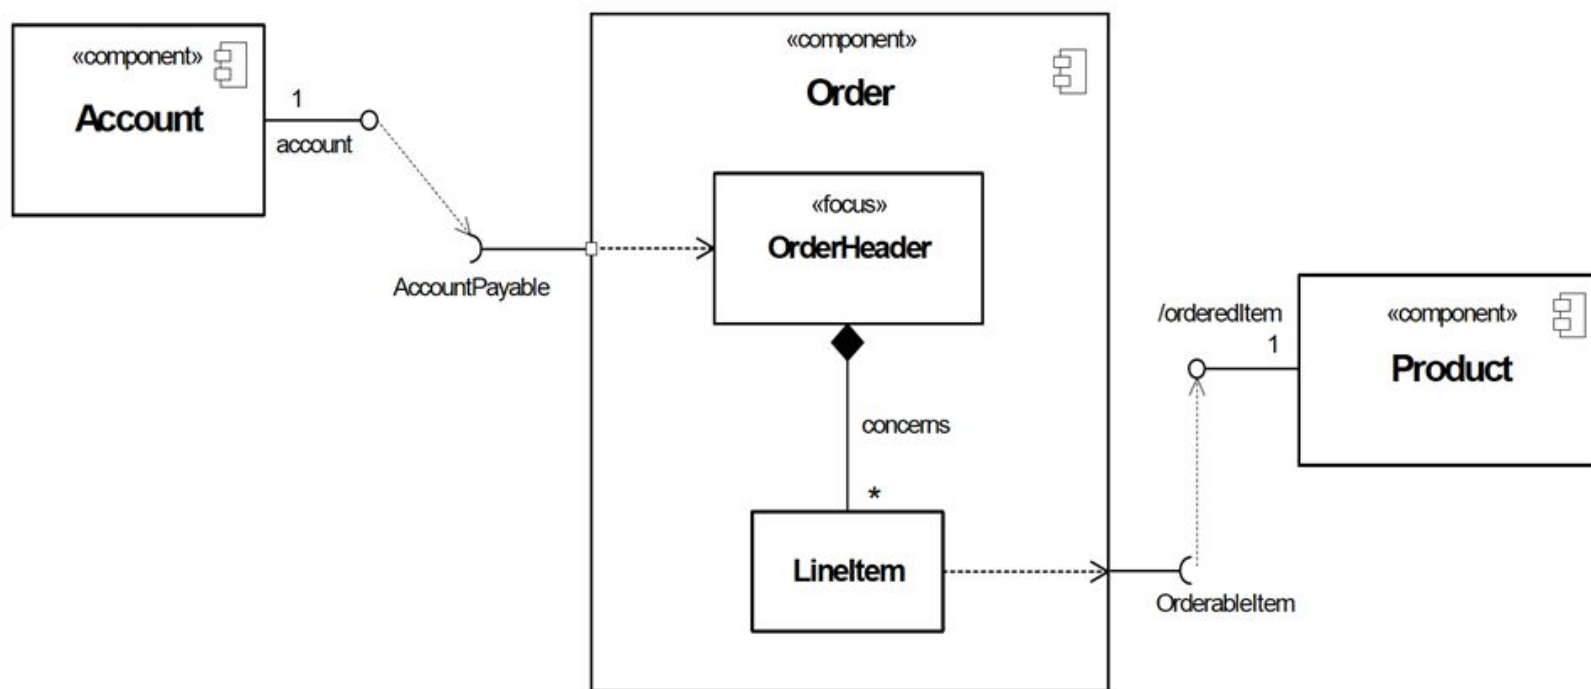 «component»
Account
1
account
AccountPayable
«component»
Order
«focus»
OrderHeader
concerns
*
LineItem
OrderableItem
/orderedItem
1
«component»
Product